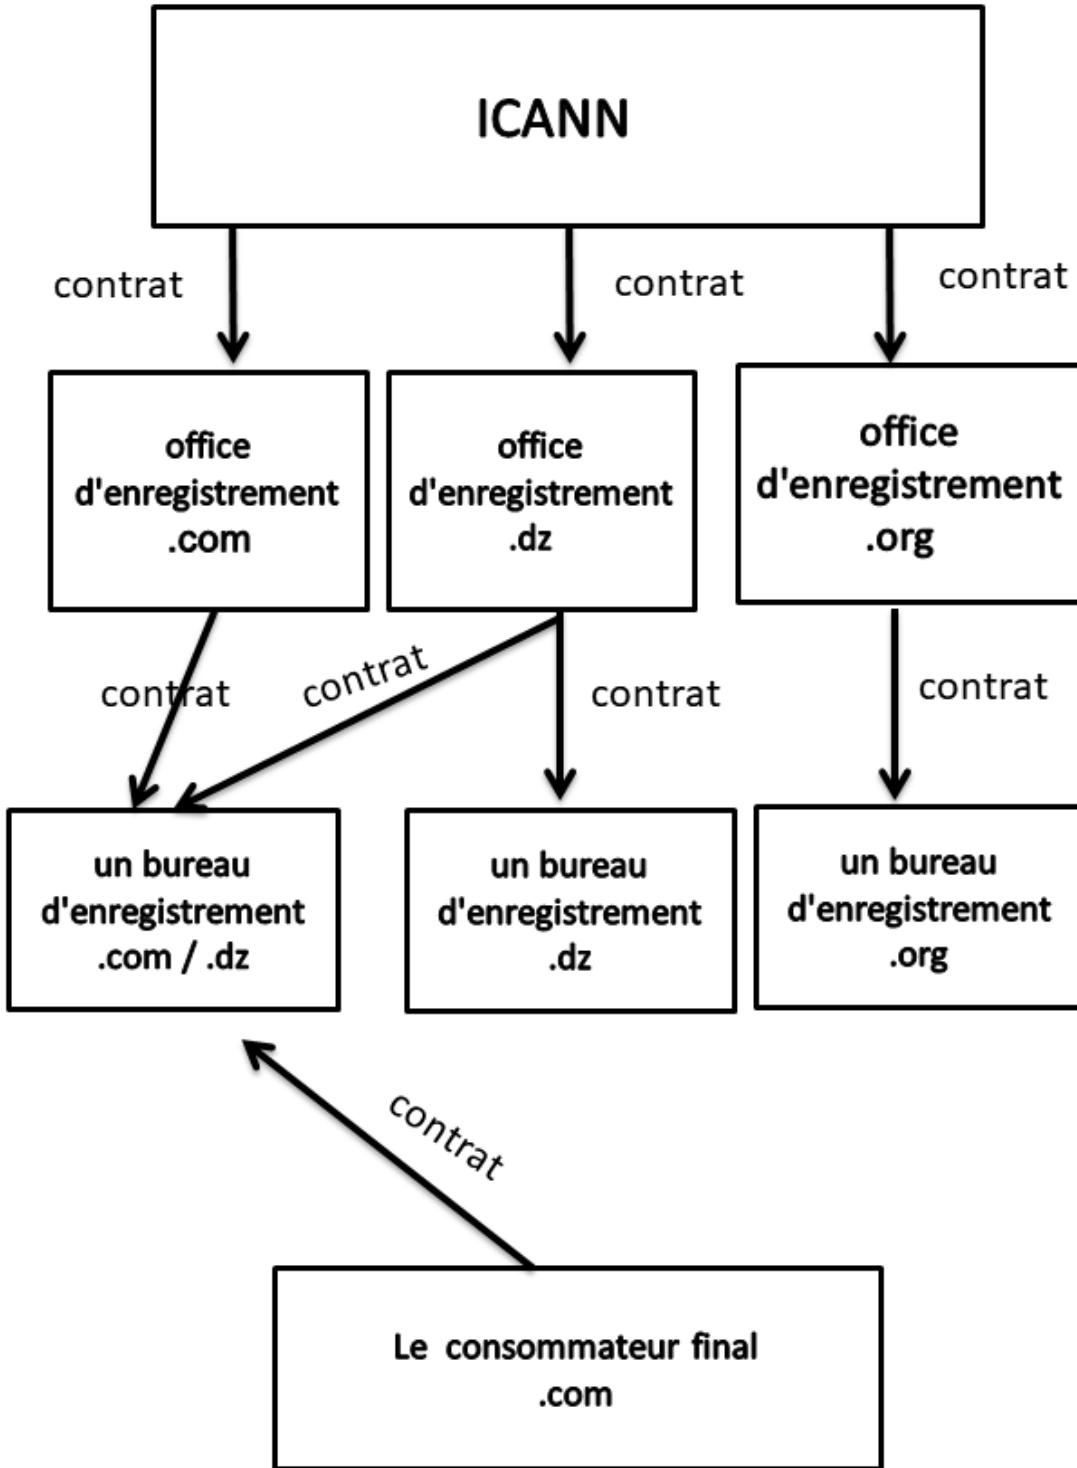 ICANN
contrat
contrat
contrat
office
d'enregistrement
.com
office
d'enregistrement
.dz
office
d'enregistrement
.org
contrat
contrat
contrat
contrat
un bureau
d'enregistrement
.com / .dz
un bureau
d'enregistrement
.dz
un bureau
d'enregistrement
.org
contrat
Le consommateur final
.com